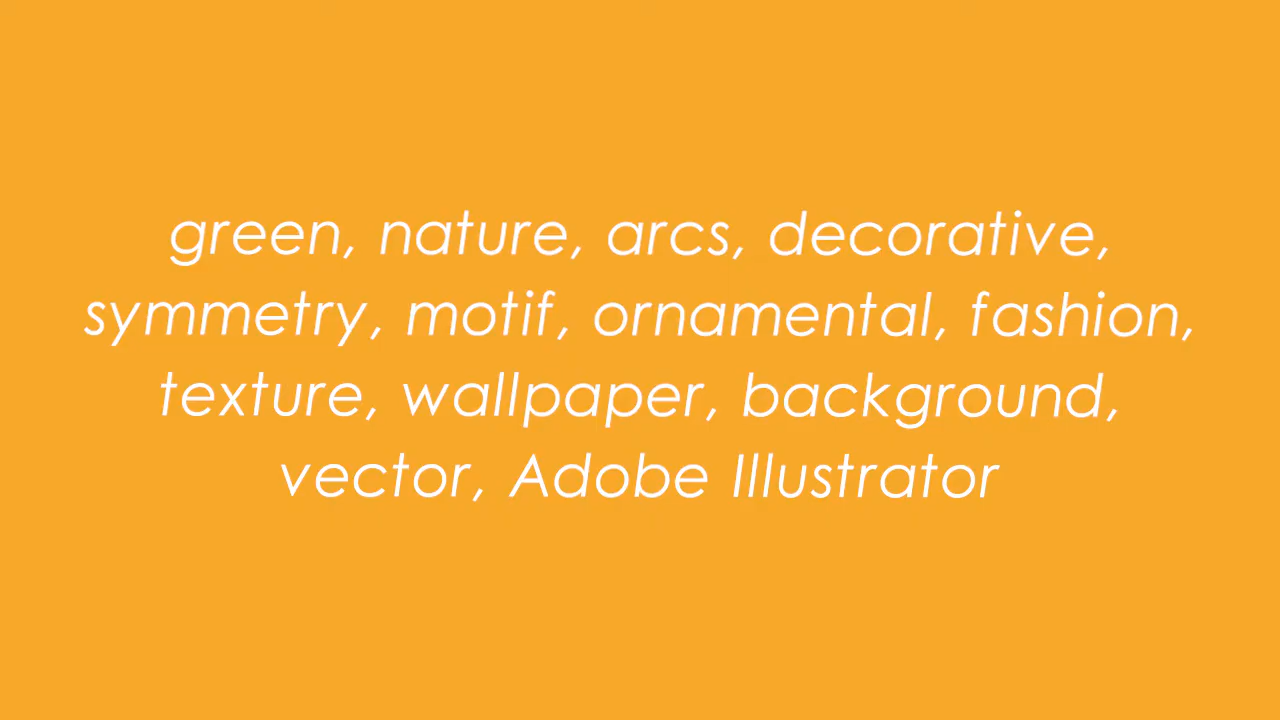 green, nature, arcs, decorative,
symmetry, motif, ornamental, fashion,
texture, wallpaper, background,
vector, Adobe Illustrator